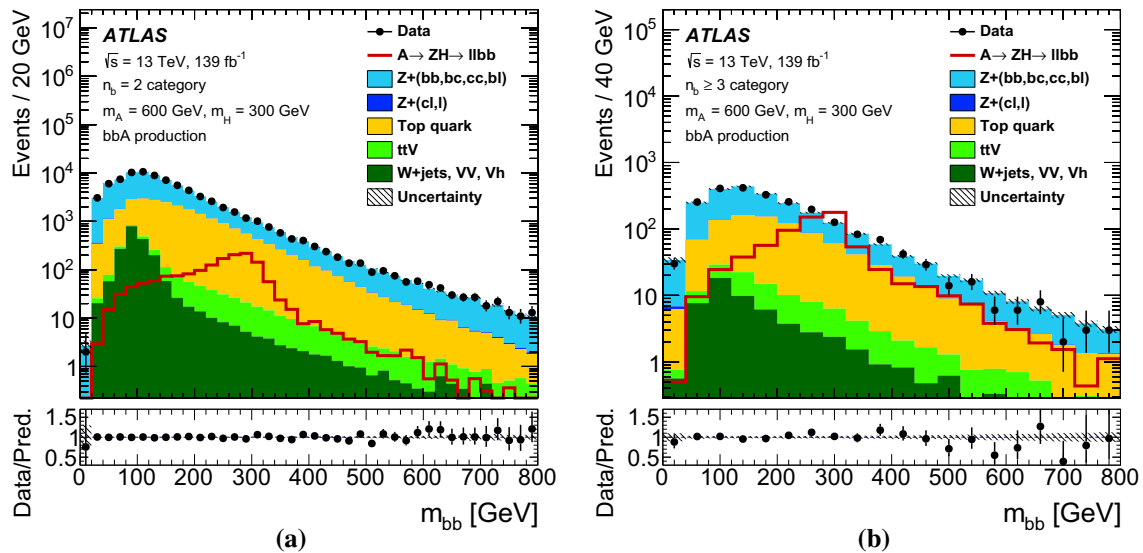 Events / 20 GeV
10⁷
10⁶
10⁵
10⁴
10³
10²
10
1
ATLAS
√s = 13 TeV, 139 fb⁻¹
n_b = 2 category
m_A = 600 GeV, m_H = 300 GeV
bbA production
Data
A→ ZH→ llbb
Z+(bb,bc,cc,bl)
Z+(cl,l)
Top quark
ttV
W+jets, VV, Vh
Uncertainty
Data/Pred.
1.5
1
0.5
0 100 200 300 400 500 600 700 800
m_bb [GeV]
(a)
Events / 40 GeV
10⁵
10⁴
10³
10²
10
1
ATLAS
√s = 13 TeV, 139 fb⁻¹
n_b ≥ 3 category
m_A = 600 GeV, m_H = 300 GeV
bbA production
Data
A→ ZH→ llbb
Z+(bb,bc,cc,bl)
Z+(cl,l)
Top quark
ttV
W+jets, VV, Vh
Uncertainty
Data/Pred.
1.5
1
0.5
0 100 200 300 400 500 600 700 800
m_bb [GeV]
(b)